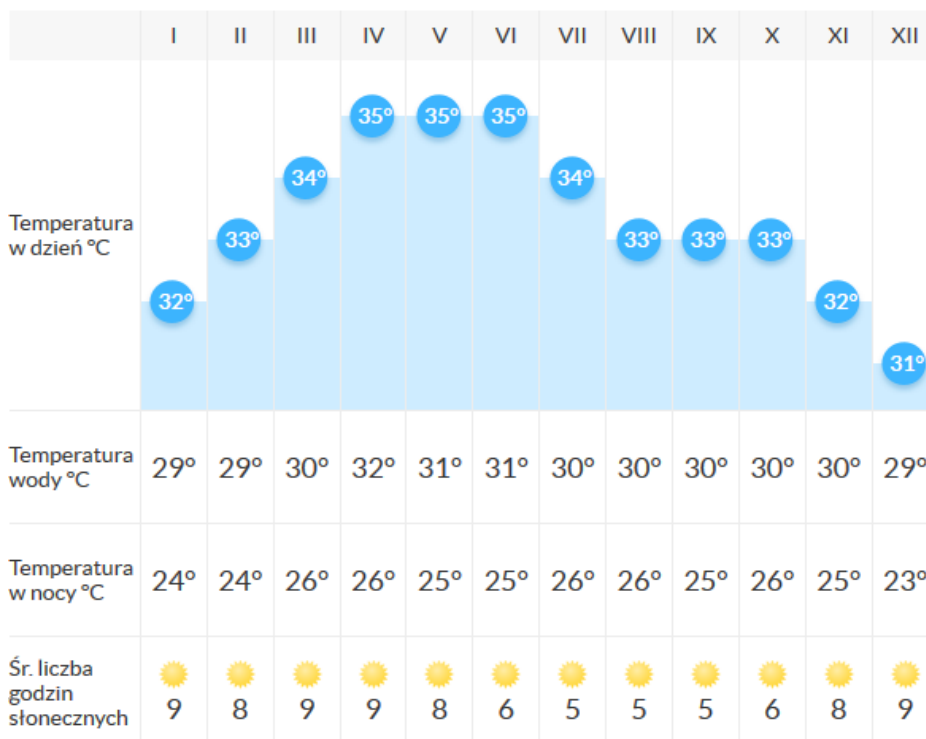 I II III IV V VI VII VIII IX X XI XII
35° 35° 35°
34° 34°
33° 33° 33° 33°
32° 32°
31°
Temperatura
w dzień °C
Temperatura
wody °C
29° 29° 30° 32° 31° 31° 30° 30° 30° 30° 30° 29°
Temperatura
w nocy °C
24° 24° 26° 26° 25° 25° 26° 26° 25° 26° 25° 23°
Śr. liczba
godzin
słonecznych
9 8 9 9 8 6 5 5 5 6 8 9